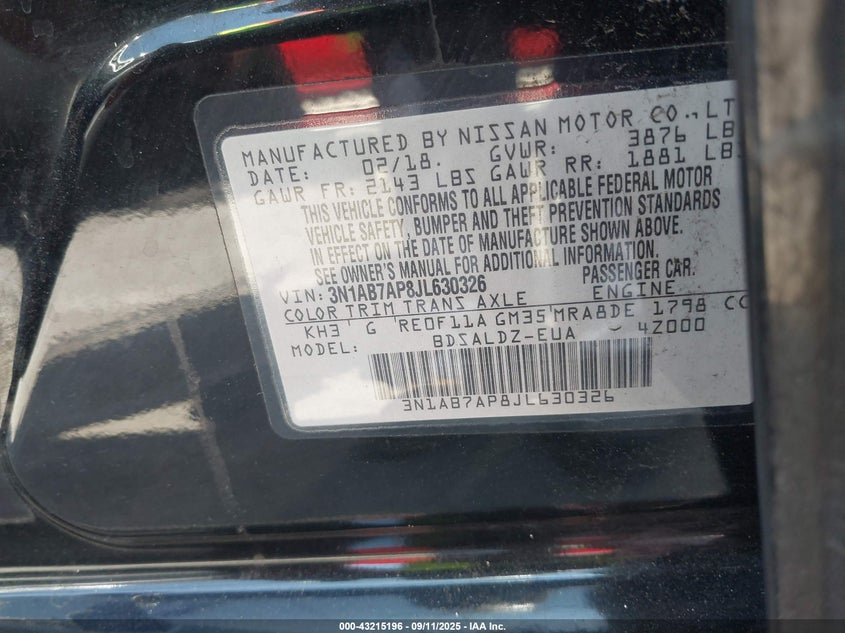 MANUFACTURED BY NISSAN MOTOR CO., LT
DATE: 02/18. GVWR: 3876 LB
GAWR FR: 2143 LBS GAWR RR: 1881 LBS
THIS VEHICLE CONFORMS TO ALL APPLICABLE FEDERAL MOTOR
VEHICLE SAFETY, BUMPER AND THEFT PREVENTION STANDARDS
IN EFFECT ON THE DATE OF MANUFACTURE SHOWN ABOVE.
SEE OWNER'S MANUAL FOR ADDITIONAL INFORMATION.
VIN: 3N1AB7AP8JL630326 PASSENGER CAR.
COLOR TRIM TRANS AXLE ENGINE
KH3 G RE0F11A GM35 MRA8DE 1798 CC
MODEL: BDSALDZ-EUA - 4Z000
3N1AB7AP8JL630326
000-43215196 - 09/11/2025 - IAA Inc.